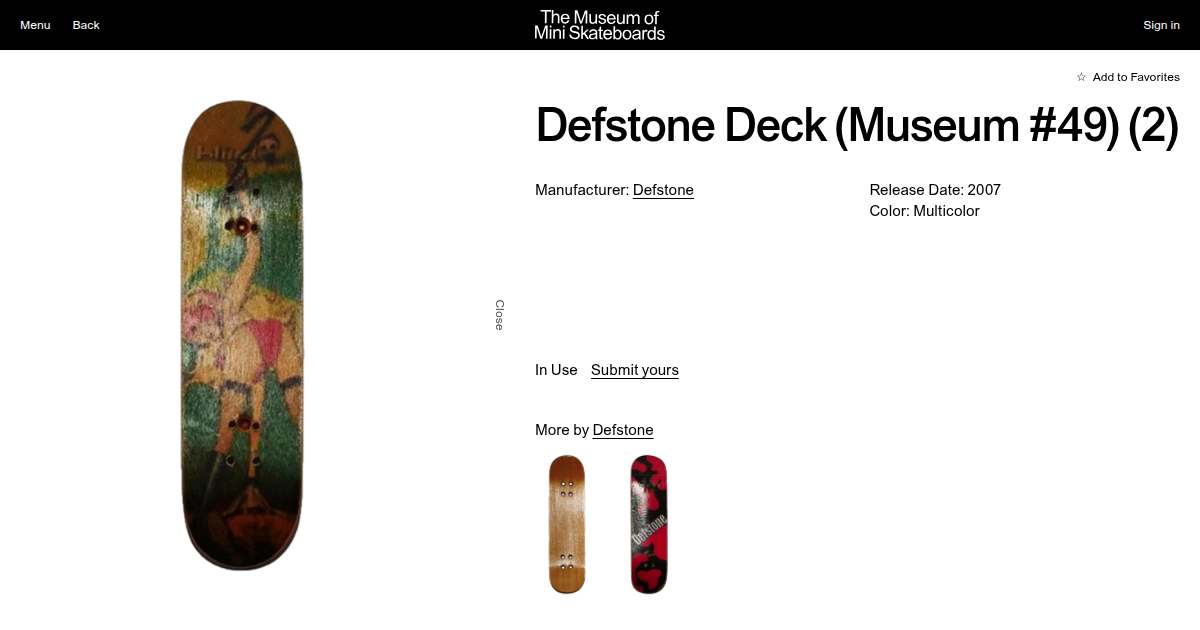 Menu
Back
The Museum of
Mini Skateboards
Sign in
☆ Add to Favorites
Defstone Deck (Museum #49) (2)
Manufacturer: Defstone
Release Date: 2007
Color: Multicolor
Close
In Use
Submit yours
More by Defstone
Defstone